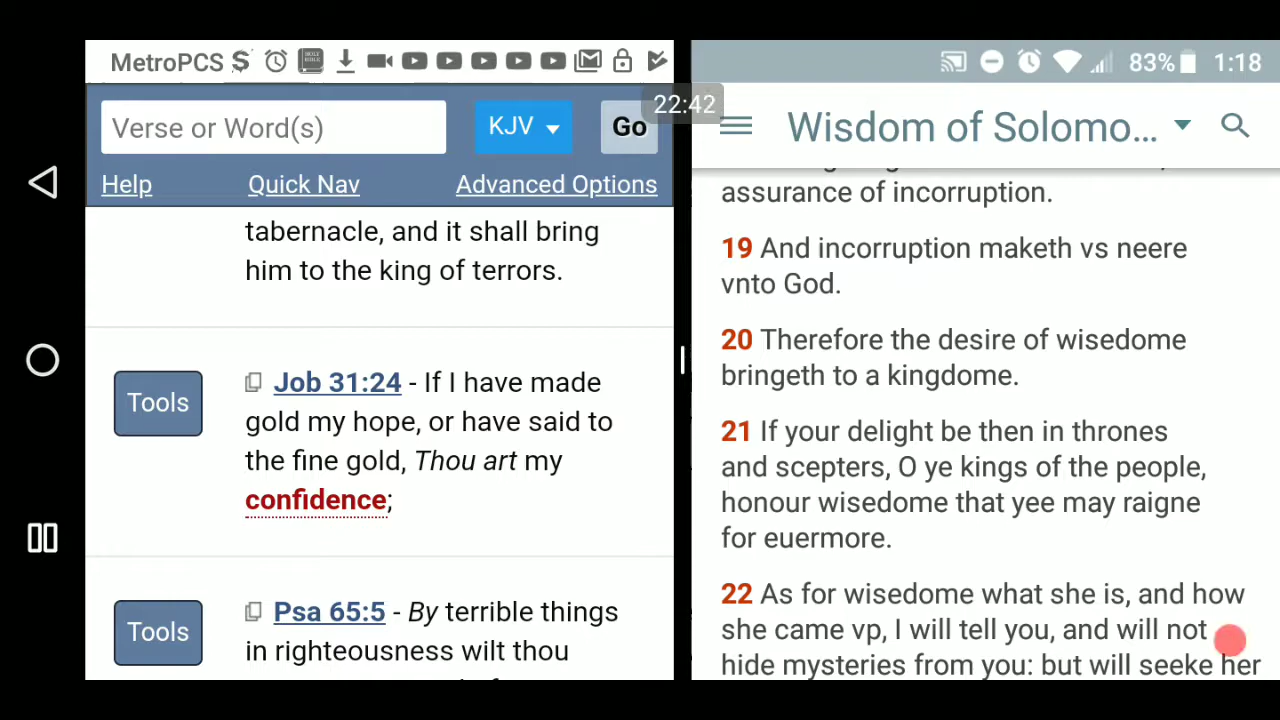 MetroPCS
83% 1:18
22:42
Verse or Word(s)
KJV
Go
Help
Quick Nav
Advanced Options
tabernacle, and it shall bring
him to the king of terrors.
Tools
Job 31:24 - If I have made
gold my hope, or have said to
the fine gold, Thou art my
confidence;
Tools
Psa 65:5 - By terrible things
in righteousness wilt thou
Wisdom of Solomo...
assurance of incorruption.
19 And incorruption maketh vs neere
vnto God.
20 Therefore the desire of wisedome
bringeth to a kingdome.
21 If your delight be then in thrones
and scepters, O ye kings of the people,
honour wisedome that yee may raigne
for euermore.
22 As for wisedome what she is, and how
she came vp, I will tell you, and will not
hide mysteries from you: but will seeke her